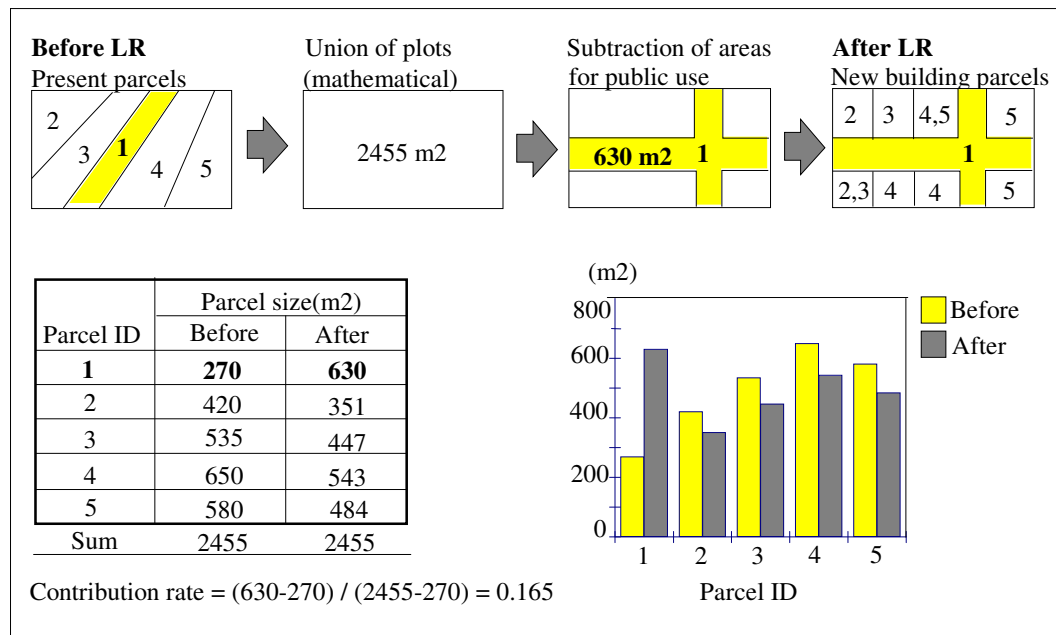 Before LR
Present parcels
Union of plots
(mathematical)
Subtraction of areas
for public use
After LR
New building parcels
2
3
1
4
5
2455 m2
630 m2
1
2
3
4,5
5
1
2,3
4
4
5
Parcel ID
Parcel size(m2)
Before After
1 270 630
2 420 351
3 535 447
4 650 543
5 580 484
Sum 2455 2455
Contribution rate = (630-270) / (2455-270) = 0.165
(m2)
800
600
400
200
0
1 2 3 4 5
Parcel ID
Before
After